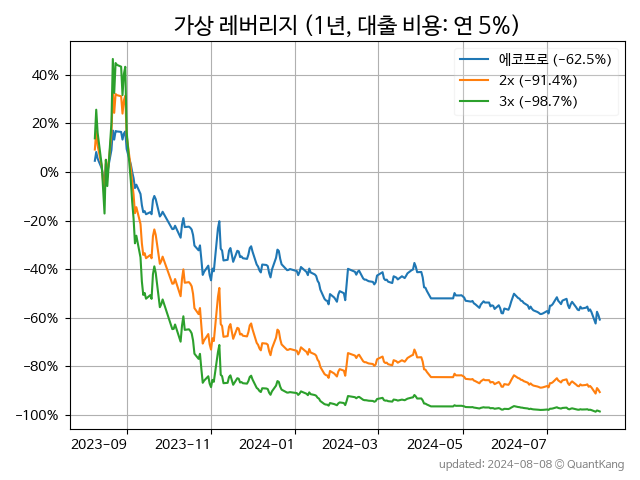 가상 레버리지 (1년, 대출 비용: 연 5%)
에코프로 (−62.5%)
2x (−91.4%)
3x (−98.7%)
40%
20%
0%
−20%
−40%
−60%
−80%
−100%
2023-09 2023-11 2024-01 2024-03 2024-05 2024-07
updated: 2024-08-08 © QuantKang